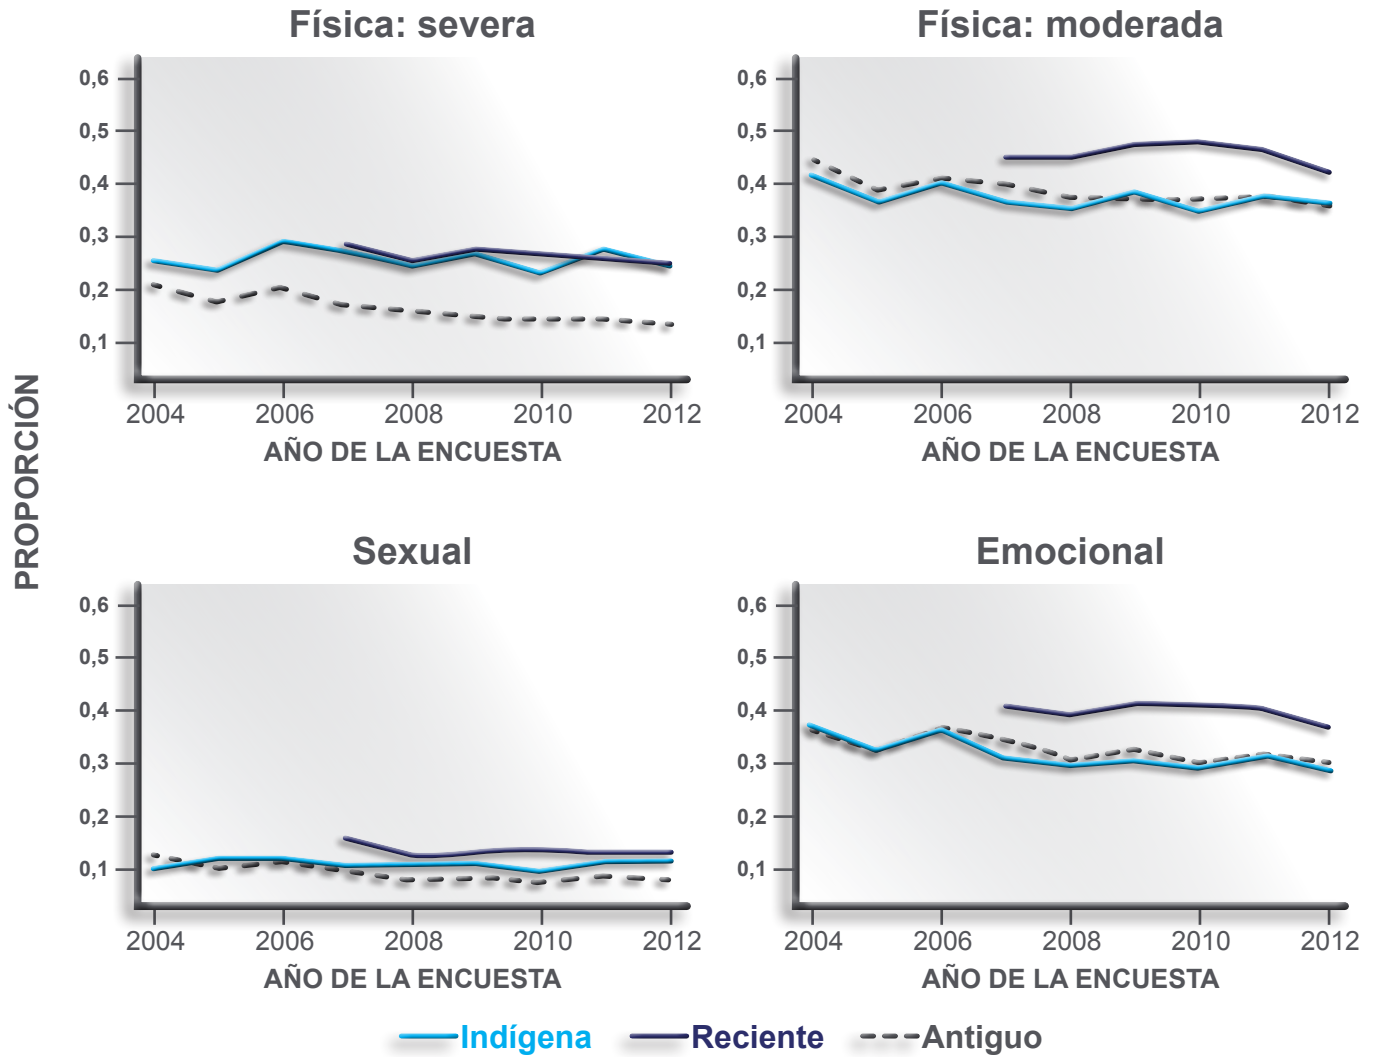 Física: severa
0,6
0,5
0,4
0,3
0,2
0,1
2004 2006 2008 2010 2012
AÑO DE LA ENCUESTA
Física: moderada
0,6
0,5
0,4
0,3
0,2
0,1
2004 2006 2008 2010 2012
AÑO DE LA ENCUESTA
PROPORCIÓN
Sexual
0,6
0,5
0,4
0,3
0,2
0,1
2004 2006 2008 2010 2012
AÑO DE LA ENCUESTA
Emocional
0,6
0,5
0,4
0,3
0,2
0,1
2004 2006 2008 2010 2012
AÑO DE LA ENCUESTA
Indígena Reciente Antiguo